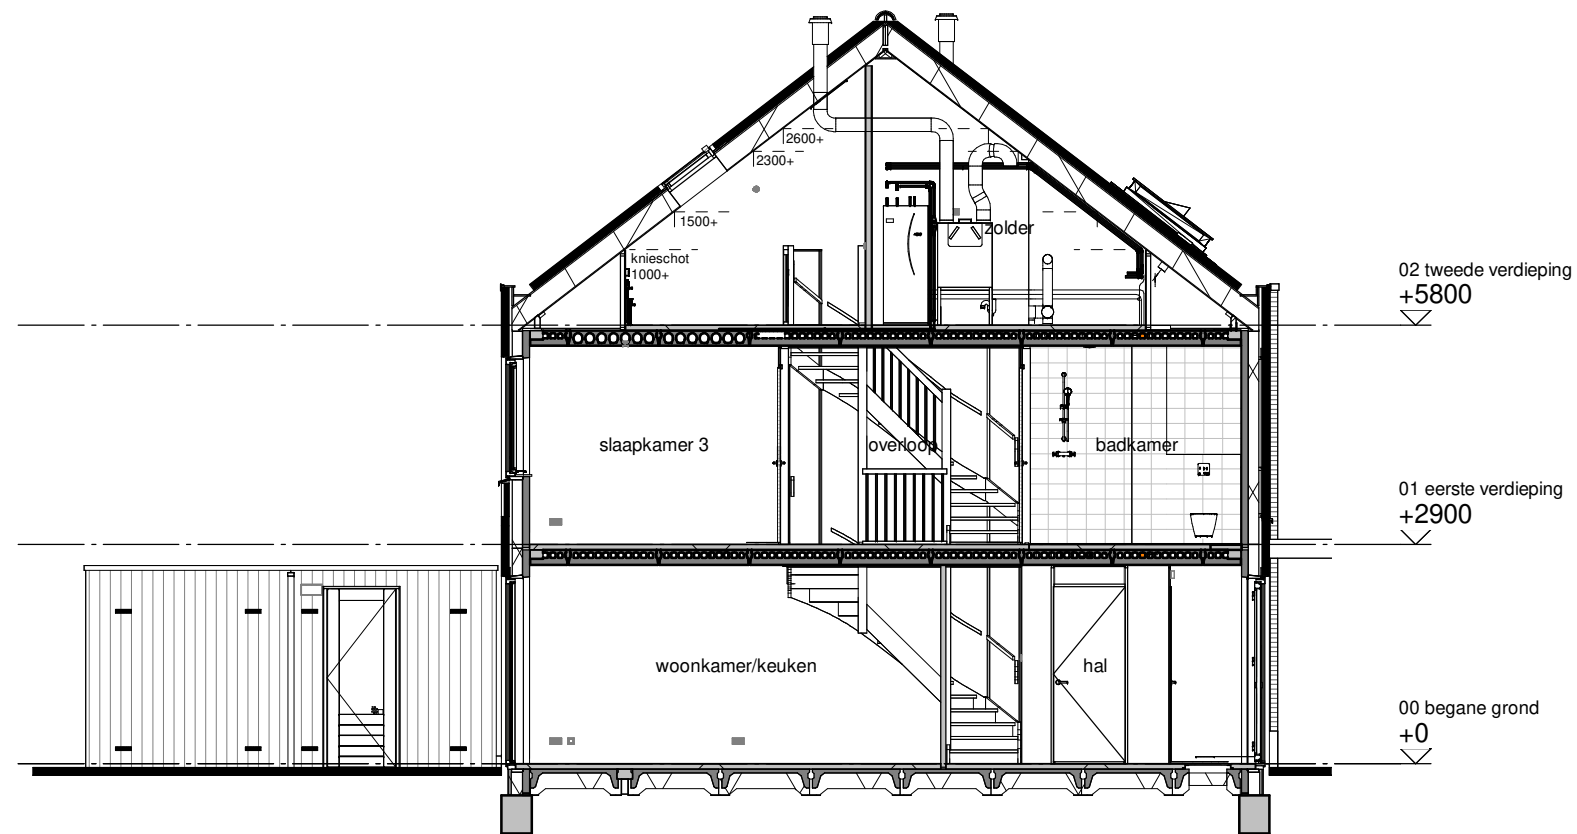 2600+
2300+
1500+
zolder
knieschot
1000+
02 tweede verdieping
+5800
slaapkamer 3
overloop
badkamer
01 eerste verdieping
+2900
woonkamer/keuken
hal
00 begane grond
+0